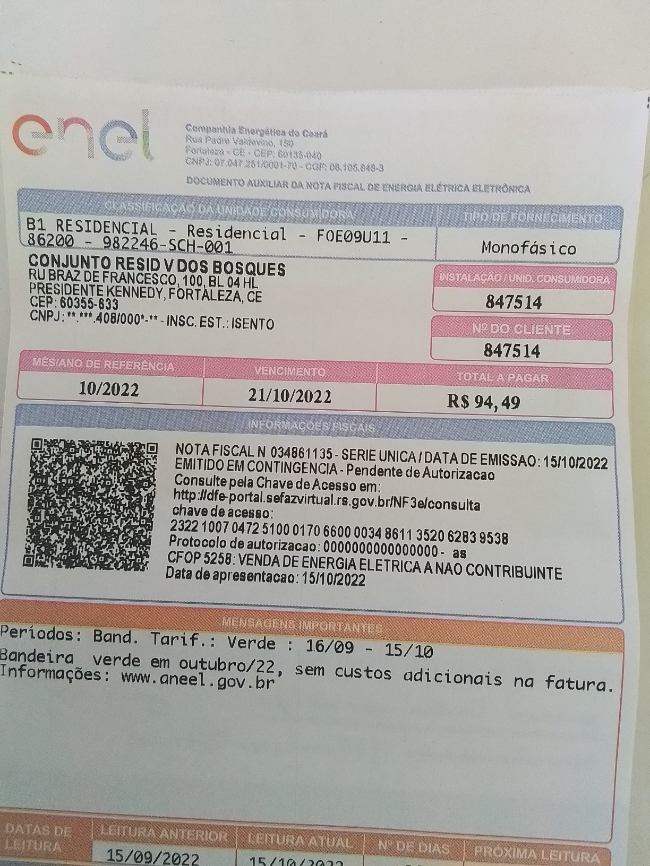 enel
Companhia Energética do Ceará
Rua Padre Valdevino, 150
Fortaleza - CE - CEP: 60135-040
CNPJ: 07.047.251/0001-70 - CGF: 06.105.848-3
DOCUMENTO AUXILIAR DA NOTA FISCAL DE ENERGIA ELÉTRICA ELETRÔNICA
CLASSIFICAÇÃO DA UNIDADE CONSUMIDORA
TIPO DE FORNECIMENTO
B1 RESIDENCIAL - Residencial - FOE09U11 -
86200 - 982246-SCH-001
Monofásico
CONJUNTO RESID V DOS BOSQUES
RU BRAZ DE FRANCESCO, 100, BL 04 HL
PRESIDENTE KENNEDY, FORTALEZA, CE
CEP: 60355-633
CNPJ: **.***.408/000*-** - INSC. EST.: ISENTO
INSTALAÇÃO / UNID. CONSUMIDORA
847514
Nº DO CLIENTE
847514
MÊS/ANO DE REFERÊNCIA
VENCIMENTO
TOTAL A PAGAR
10/2022
21/10/2022
R$ 94,49
INFORMAÇÕES FISCAIS
NOTA FISCAL N 034861135 - SERIE UNICA / DATA DE EMISSAO: 15/10/2022
EMITIDO EM CONTINGENCIA - Pendente de Autorizacao
Consulte pela Chave de Acesso em:
http://dfe-portal.sefazvirtual.rs.gov.br/NF3e/consulta
chave de acesso:
2322 1007 0472 5100 0170 6600 0034 8611 3520 6283 9538
Protocolo de autorizacao: 0000000000000000 - as
CFOP 5258: VENDA DE ENERGIA ELETRICA A NAO CONTRIBUINTE
Data de apresentacao: 15/10/2022
MENSAGENS IMPORTANTES
Períodos: Band. Tarif.: Verde : 16/09 - 15/10
Bandeira verde em outubro/22, sem custos adicionais na fatura.
Informações: www.aneel.gov.br
DATAS DE LEITURA
LEITURA ANTERIOR
LEITURA ATUAL
Nº DE DIAS
PRÓXIMA LEITURA
15/09/2022
15/10/2022